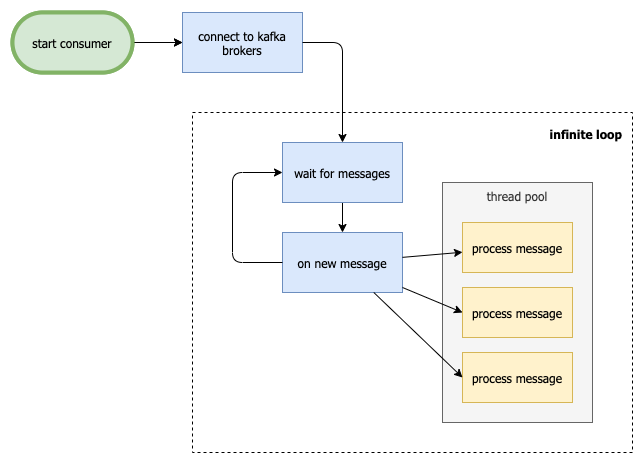 start consumer
connect to kafka
brokers
infinite loop
wait for messages
thread pool
process message
on new message
process message
process message